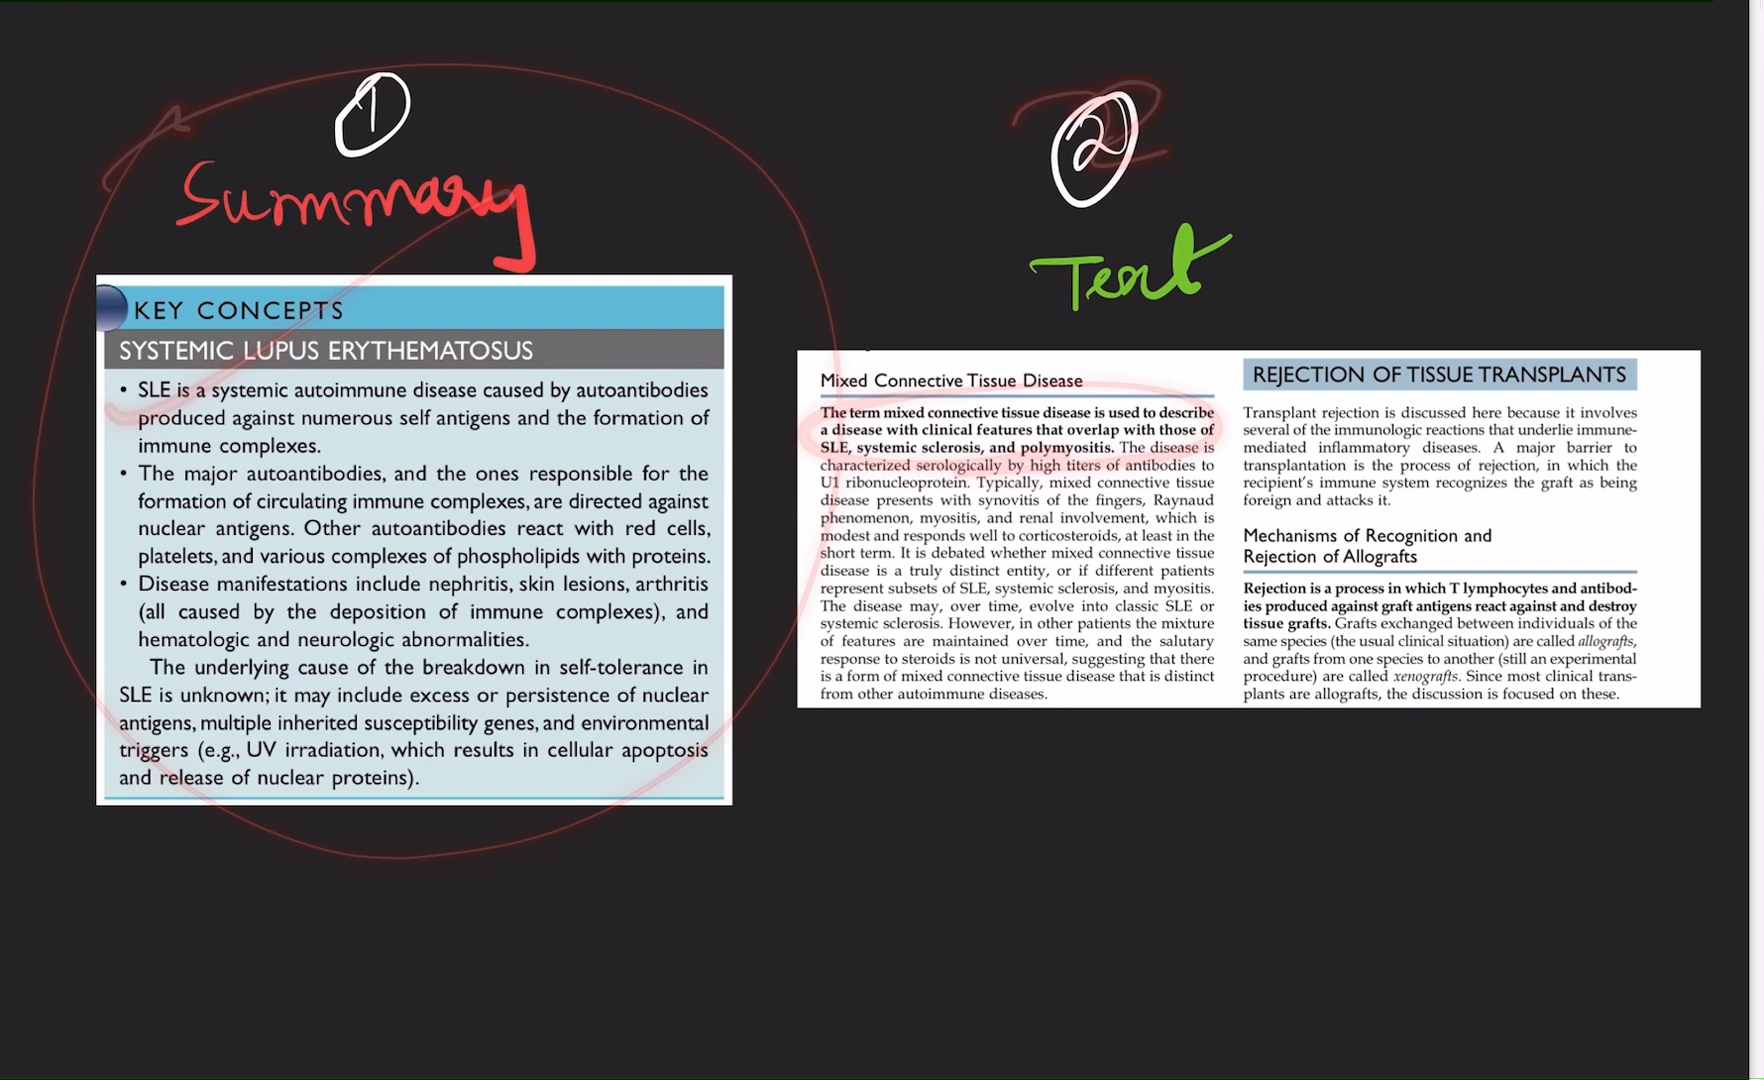 1
Summary
KEY CONCEPTS
SYSTEMIC LUPUS ERYTHEMATOSUS
• SLE is a systemic autoimmune disease caused by autoantibodies
produced against numerous self antigens and the formation of
immune complexes.
• The major autoantibodies, and the ones responsible for the
formation of circulating immune complexes, are directed against
nuclear antigens. Other autoantibodies react with red cells,
platelets, and various complexes of phospholipids with proteins.
• Disease manifestations include nephritis, skin lesions, arthritis
(all caused by the deposition of immune complexes), and
hematologic and neurologic abnormalities.
The underlying cause of the breakdown in self-tolerance in
SLE is unknown; it may include excess or persistence of nuclear
antigens, multiple inherited susceptibility genes, and environmental
triggers (e.g., UV irradiation, which results in cellular apoptosis
and release of nuclear proteins).
2
Text
Mixed Connective Tissue Disease
The term mixed connective tissue disease is used to describe
a disease with clinical features that overlap with those of
SLE, systemic sclerosis, and polymyositis. The disease is
characterized serologically by high titers of antibodies to
U1 ribonucleoprotein. Typically, mixed connective tissue
disease presents with synovitis of the fingers, Raynaud
phenomenon, myositis, and renal involvement, which is
modest and responds well to corticosteroids, at least in the
short term. It is debated whether mixed connective tissue
disease is a truly distinct entity, or if different patients
represent subsets of SLE, systemic sclerosis, and myositis.
The disease may, over time, evolve into classic SLE or
systemic sclerosis. However, in other patients the mixture
of features are maintained over time, and the salutary
response to steroids is not universal, suggesting that there
is a form of mixed connective tissue disease that is distinct
from other autoimmune diseases.
REJECTION OF TISSUE TRANSPLANTS
Transplant rejection is discussed here because it involves
several of the immunologic reactions that underlie immune-
mediated inflammatory diseases. A major barrier to
transplantation is the process of rejection, in which the
recipient's immune system recognizes the graft as being
foreign and attacks it.
Mechanisms of Recognition and
Rejection of Allografts
Rejection is a process in which T lymphocytes and antibod-
ies produced against graft antigens react against and destroy
tissue grafts. Grafts exchanged between individuals of the
same species (the usual clinical situation) are called allografts,
and grafts from one species to another (still an experimental
procedure) are called xenografts. Since most clinical trans-
plants are allografts, the discussion is focused on these.